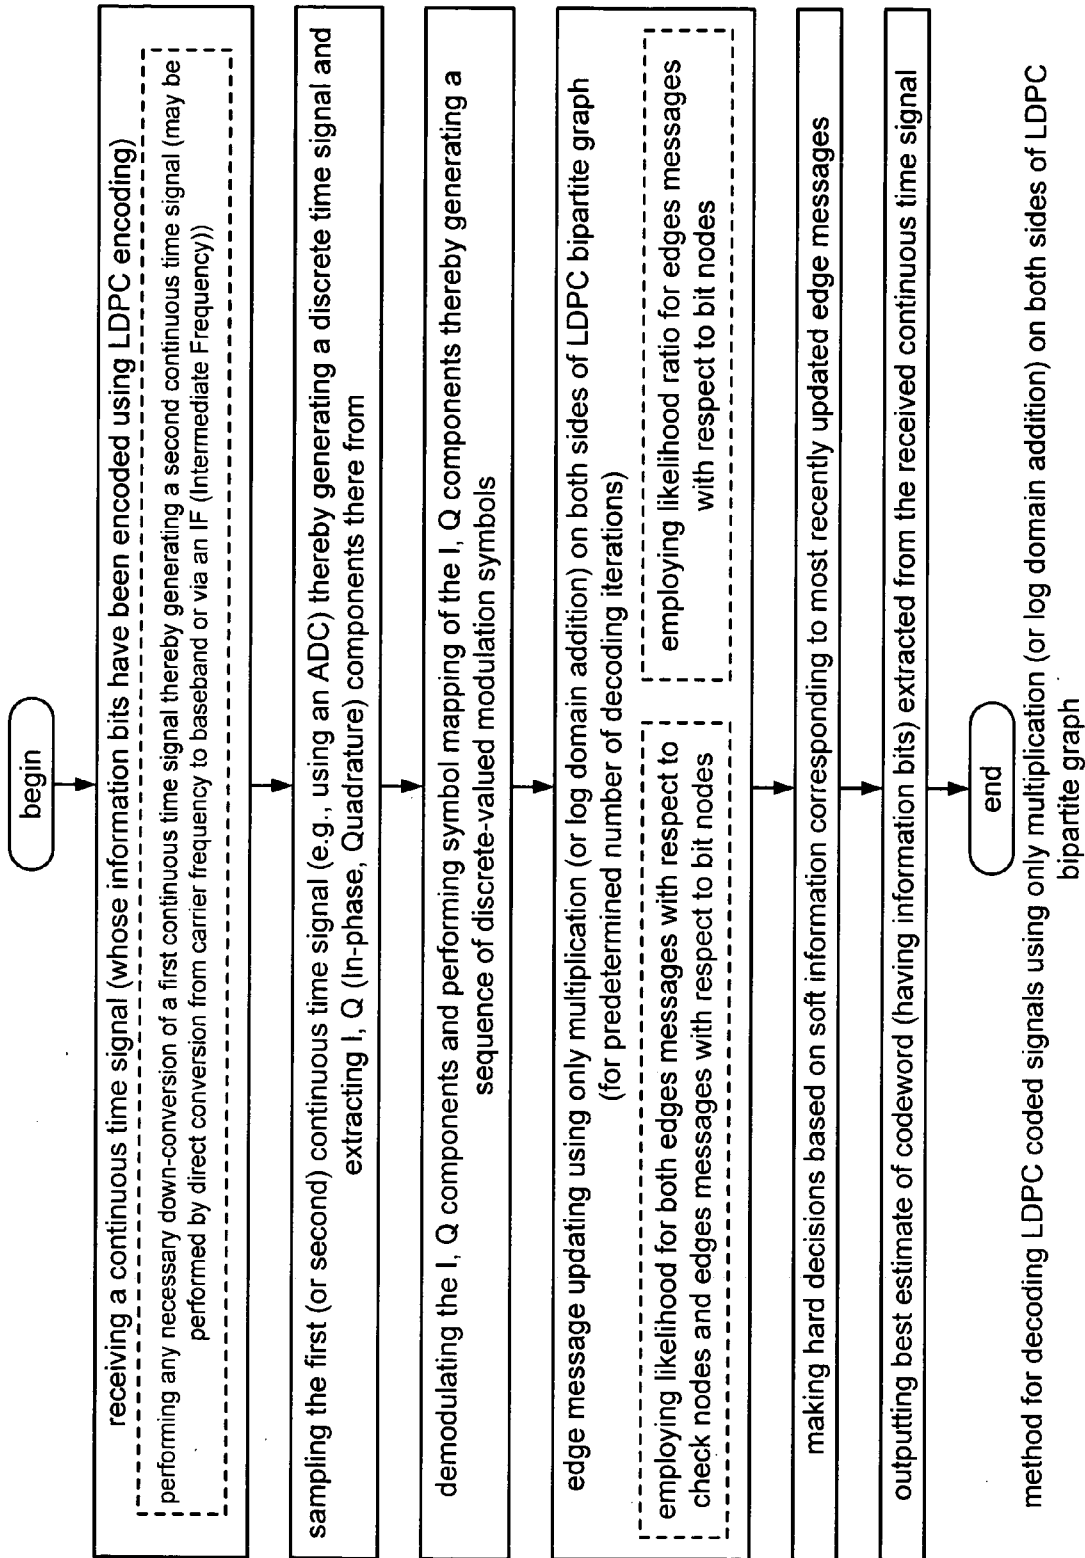 begin
receiving a continuous time signal (whose information bits have been encoded using LDPC encoding)
performing any necessary down-conversion of a first continuous time signal thereby generating a second continuous time signal (may be
performed by direct conversion from carrier frequency to baseband or via an IF (Intermediate Frequency))
sampling the first (or second) continuous time signal (e.g., using an ADC) thereby generating a discrete time signal and
extracting I, Q (In-phase, Quadrature) components there from
demodulating the I, Q components and performing symbol mapping of the I, Q components thereby generating a
sequence of discrete-valued modulation symbols
edge message updating using only multiplication (or log domain addition) on both sides of LDPC bipartite graph
(for predetermined number of decoding iterations)
employing likelihood for both edges messages with respect to
check nodes and edges messages with respect to bit nodes
employing likelihood ratio for edges messages
with respect to bit nodes
making hard decisions based on soft information corresponding to most recently updated edge messages
outputting best estimate of codeword (having information bits) extracted from the received continuous time signal
end
method for decoding LDPC coded signals using only multiplication (or log domain addition) on both sides of LDPC
bipartite graph